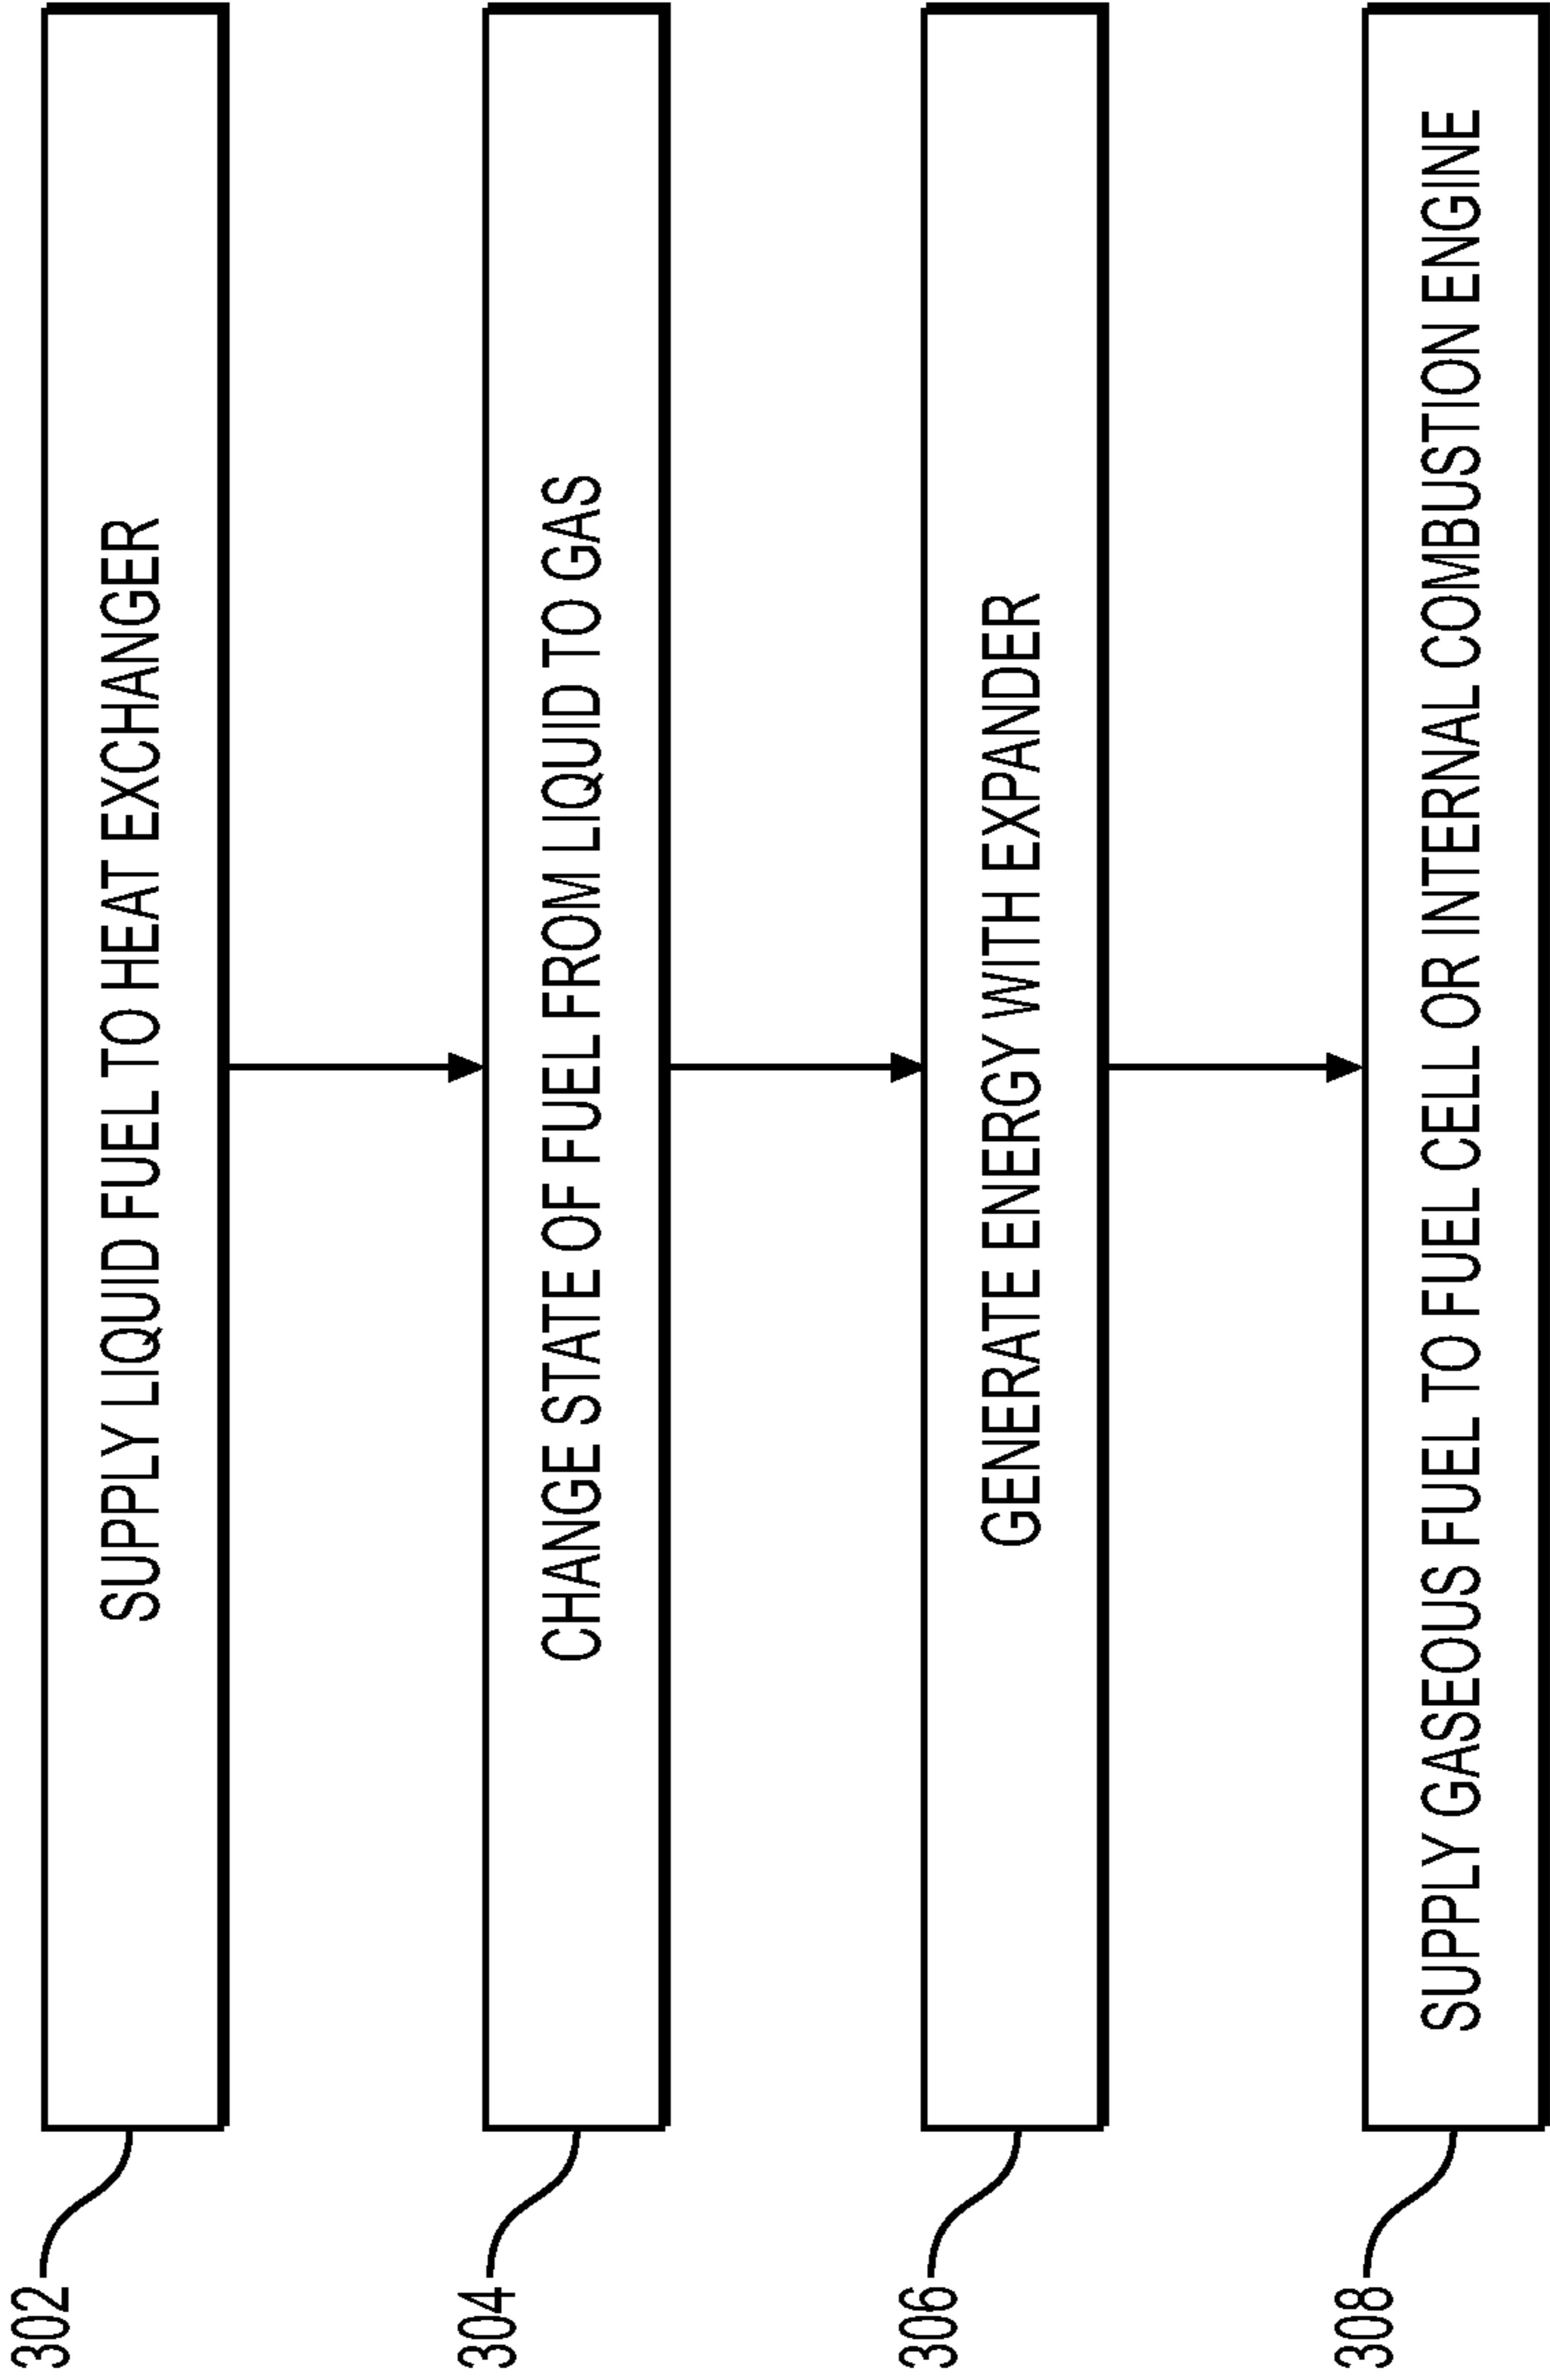 302
SUPPLY LIQUID FUEL TO HEAT EXCHANGER
304
CHANGE STATE OF FUEL FROM LIQUID TO GAS
306
GENERATE ENERGY WITH EXPANDER
308
SUPPLY GASEOUS FUEL TO FUEL CELL OR INTERNAL COMBUSTION ENGINE